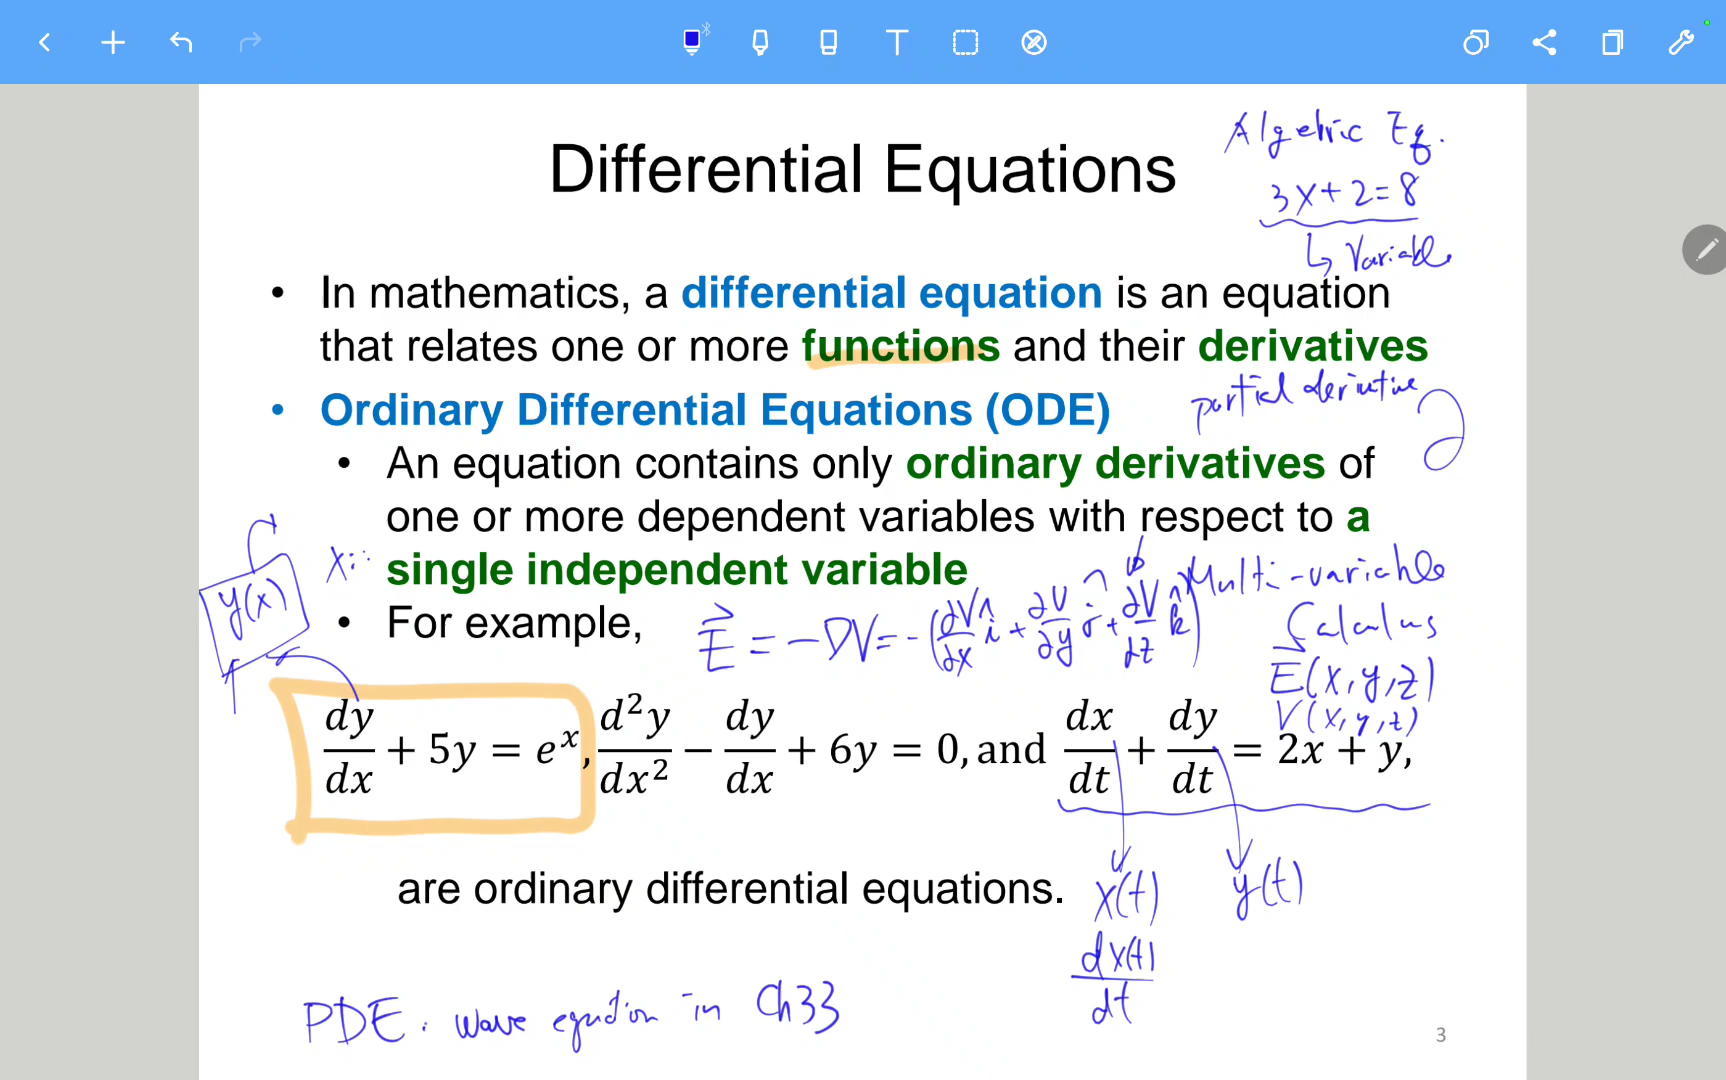 Algebric Eq.
Differential Equations
3x+2=8
↳ Variable
• In mathematics, a differential equation is an equation
that relates one or more functions and their derivatives
partial derivative
• Ordinary Differential Equations (ODE)
∂
• An equation contains only ordinary derivatives of
one or more dependent variables with respect to a
x: single independent variable
Multi-variable
y(x)
• For example,
E = -∇V = -(∂V/∂x i + ∂V/∂y j + ∂V/∂z k)
Calculus
E(x,y,z)
V(x,y,z)
dy/dx + 5y = eˣ, d²y/dx² − dy/dx + 6y = 0, and dx/dt + dy/dt = 2x + y,
are ordinary differential equations.
x(t) y(t)
dx(t)/dt
PDE: wave equation in Ch33
3